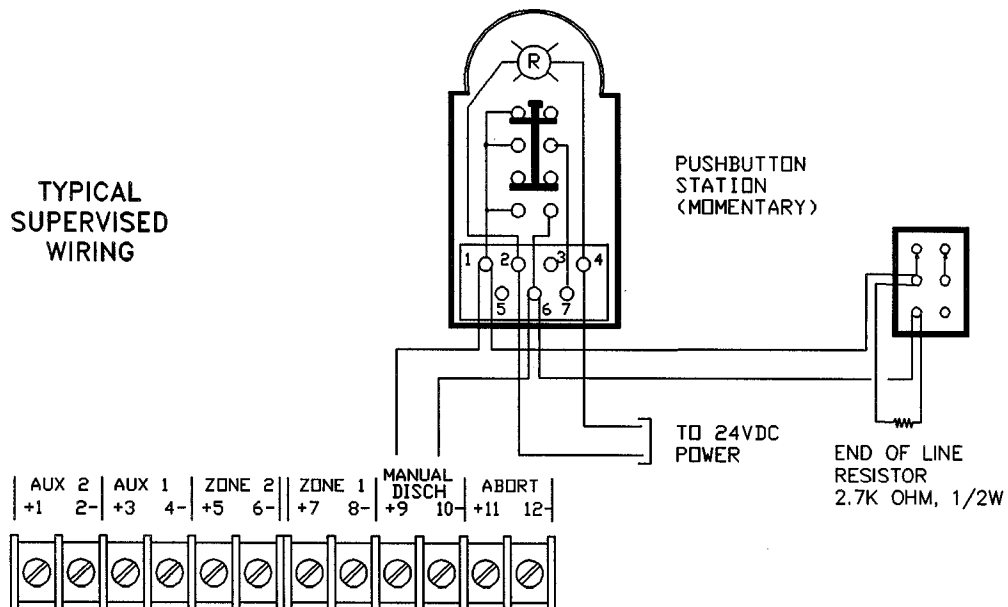 R
TYPICAL
SUPERVISED
WIRING
PUSHBUTTON
STATION
(MOMENTARY)
1 2 3 4
5 6 7
TO 24VDC
POWER
END OF LINE
RESISTOR
2.7K OHM, 1/2W
AUX 2 AUX 1 ZONE 2 ZONE 1 MANUAL DISCH ABORT
+1 2- +3 4- +5 6- +7 8- +9 10- +11 12-